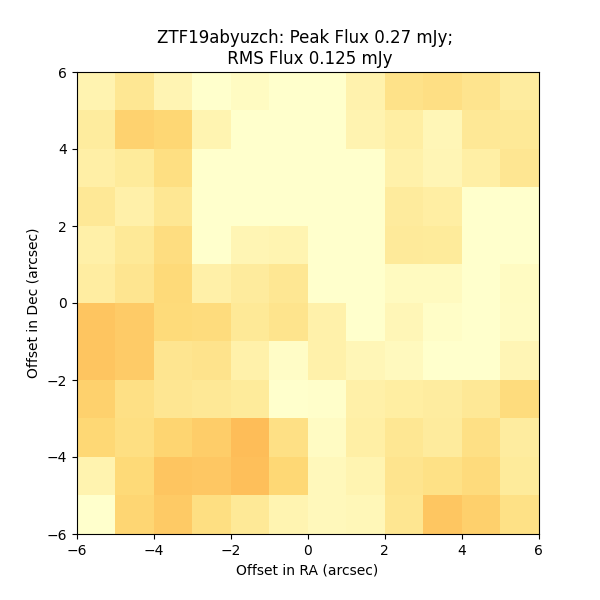 ZTF19abyuzch: Peak Flux 0.27 mJy;
RMS Flux 0.125 mJy
6
4
2
0
−2
−4
−6
Offset in Dec (arcsec)
−6 −4 −2 0 2 4 6
Offset in RA (arcsec)